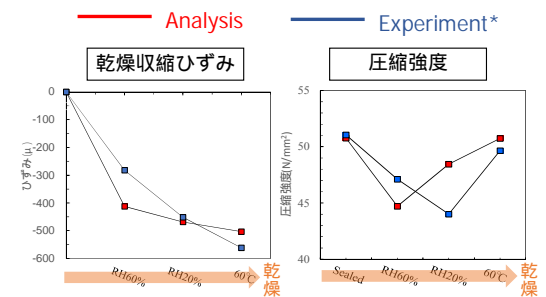 Analysis
Experiment*
乾燥収縮ひずみ
圧縮強度
ひずみ(μ)
0
-100
-200
-300
-400
-500
-600
RH60%
RH20%
60℃
乾燥
圧縮強度(N/mm²)
55
50
45
40
Sealed
RH60%
RH20%
60℃
乾燥